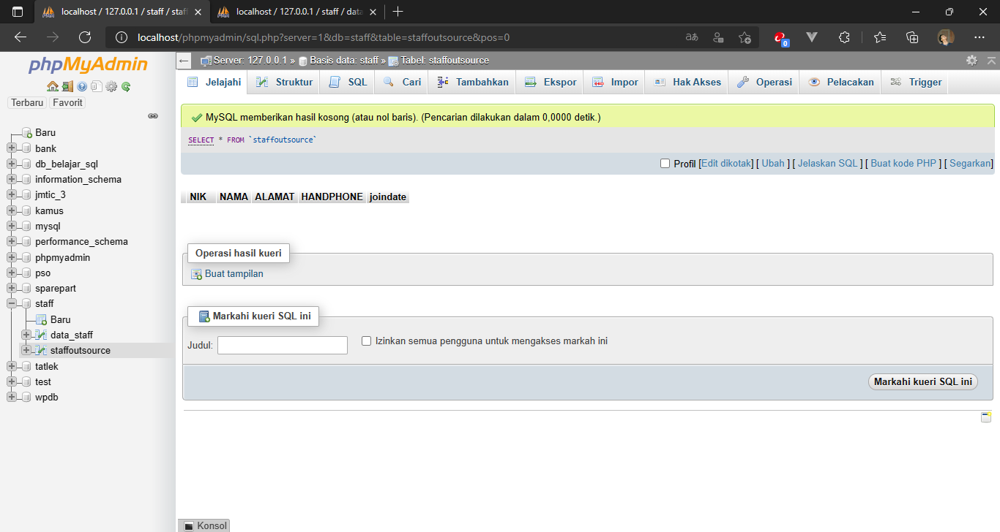 localhost / 127.0.0.1 / staff / staf
localhost / 127.0.0.1 / staff / data
localhost/phpmyadmin/sql.php?server=1&db=staff&table=staffoutsource&pos=0
aあ
0
phpMyAdmin
Terbaru
Favorit
Baru
bank
db_belajar_sql
information_schema
jmtic_3
kamus
mysql
performance_schema
phpmyadmin
pso
sparepart
staff
Baru
data_staff
staffoutsource
tatlek
test
wpdb
Server: 127.0.0.1 » Basis data: staff » Tabel: staffoutsource
Jelajahi Struktur SQL Cari Tambahkan Ekspor Impor Hak Akses Operasi Pelacakan Trigger
MySQL memberikan hasil kosong (atau nol baris). (Pencarian dilakukan dalam 0,0000 detik.)
SELECT * FROM `staffoutsource`
Profil [Edit dikotak] [ Ubah ] [ Jelaskan SQL ] [ Buat kode PHP ] [ Segarkan]
NIK NAMA ALAMAT HANDPHONE joindate
Operasi hasil kueri
Buat tampilan
Markahi kueri SQL ini
Judul:
Izinkan semua pengguna untuk mengakses markah ini
Markahi kueri SQL ini
Konsol